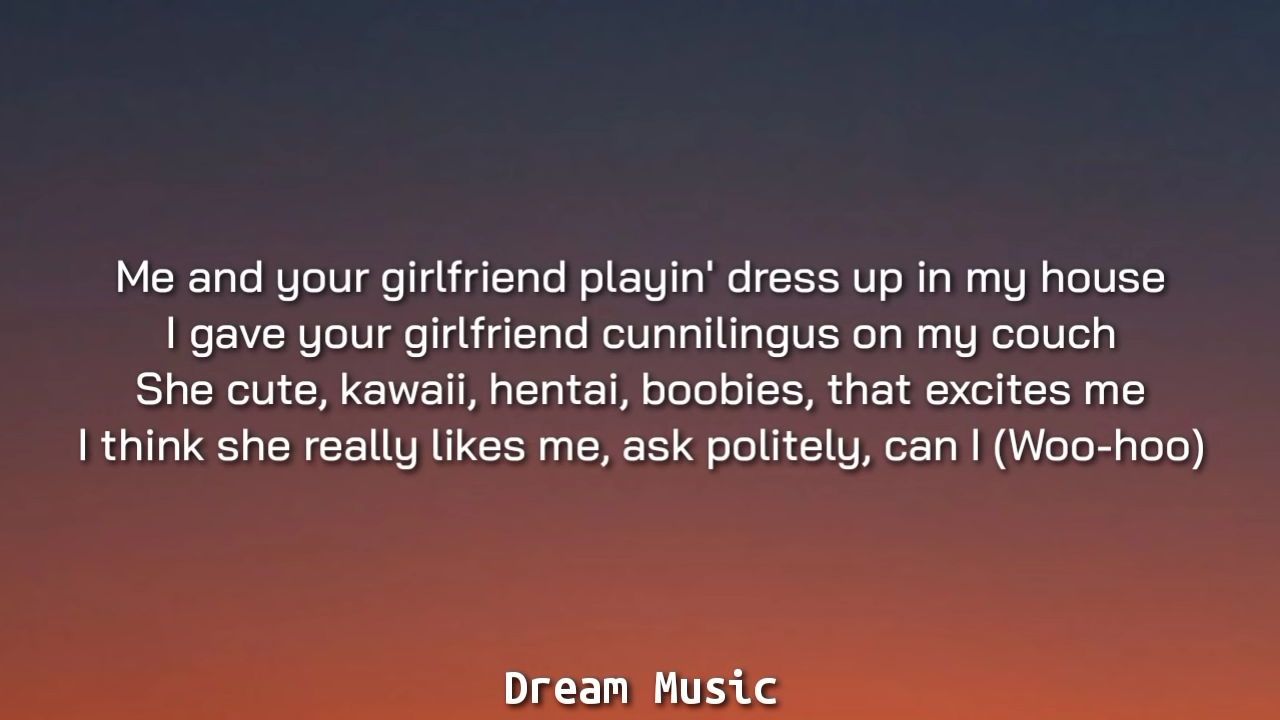 Me and your girlfriend playin' dress up in my house
I gave your girlfriend cunnilingus on my couch
She cute, kawaii, hentai, boobies, that excites me
I think she really likes me, ask politely, can I (Woo-hoo)
Dream Music